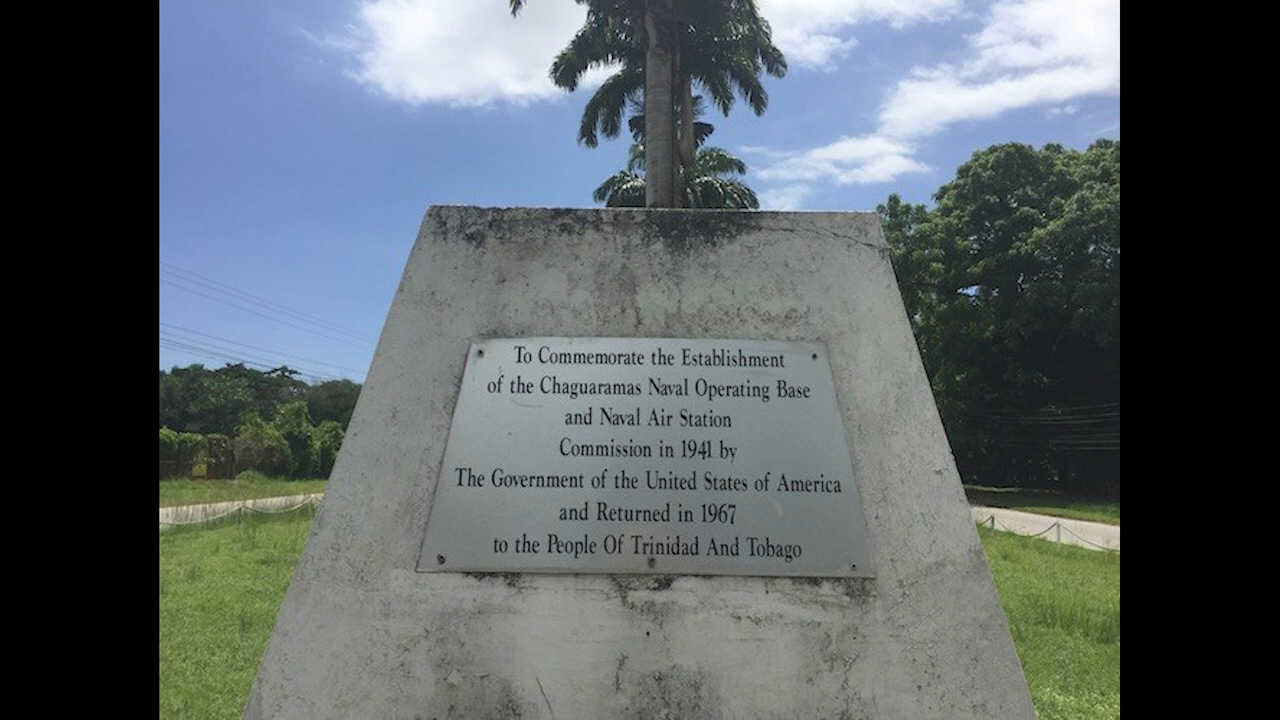 To Commemorate the Establishment
of the Chaguaramas Naval Operating Base
and Naval Air Station
Commission in 1941 by
The Government of the United States of America
and Returned in 1967
to the People Of Trinidad And Tobago